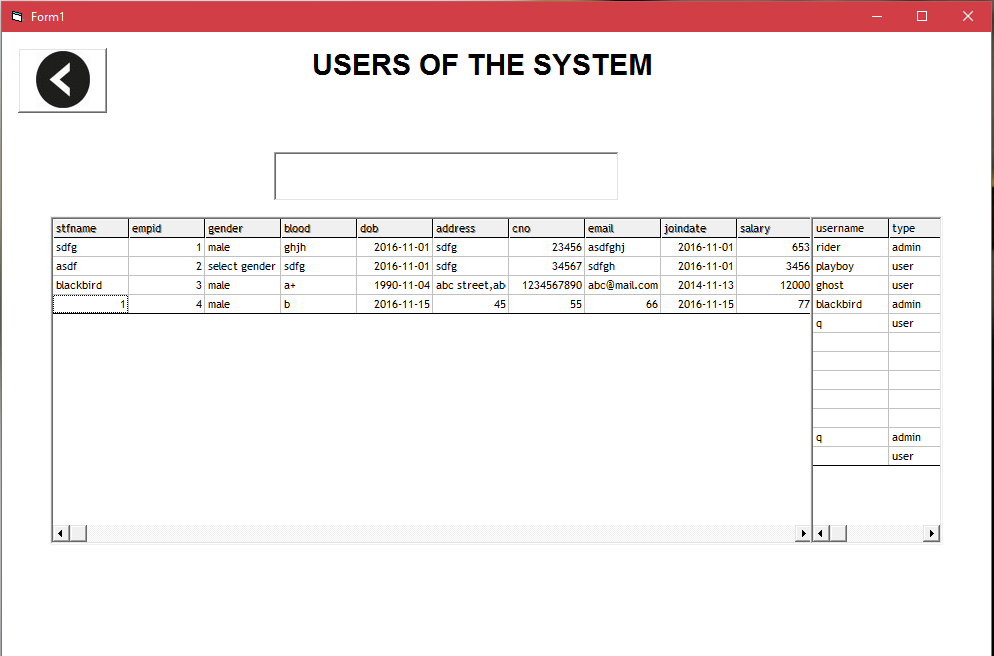 Form1
USERS OF THE SYSTEM
stfname empid gender blood dob address cno email joindate salary username type
sdfg 1 male ghjh 2016-11-01 sdfg 23456 asdfghj 2016-11-01 653 rider admin
asdf 2 select gender sdfg 2016-11-01 sdfg 34567 sdfgh 2016-11-01 3456 playboy user
blackbird 3 male a+ 1990-11-04 abc street,ab 1234567890 abc@mail.com 2014-11-13 12000 ghost user
1 4 male b 2016-11-15 45 55 66 2016-11-15 77 blackbird admin
q user
q admin
user